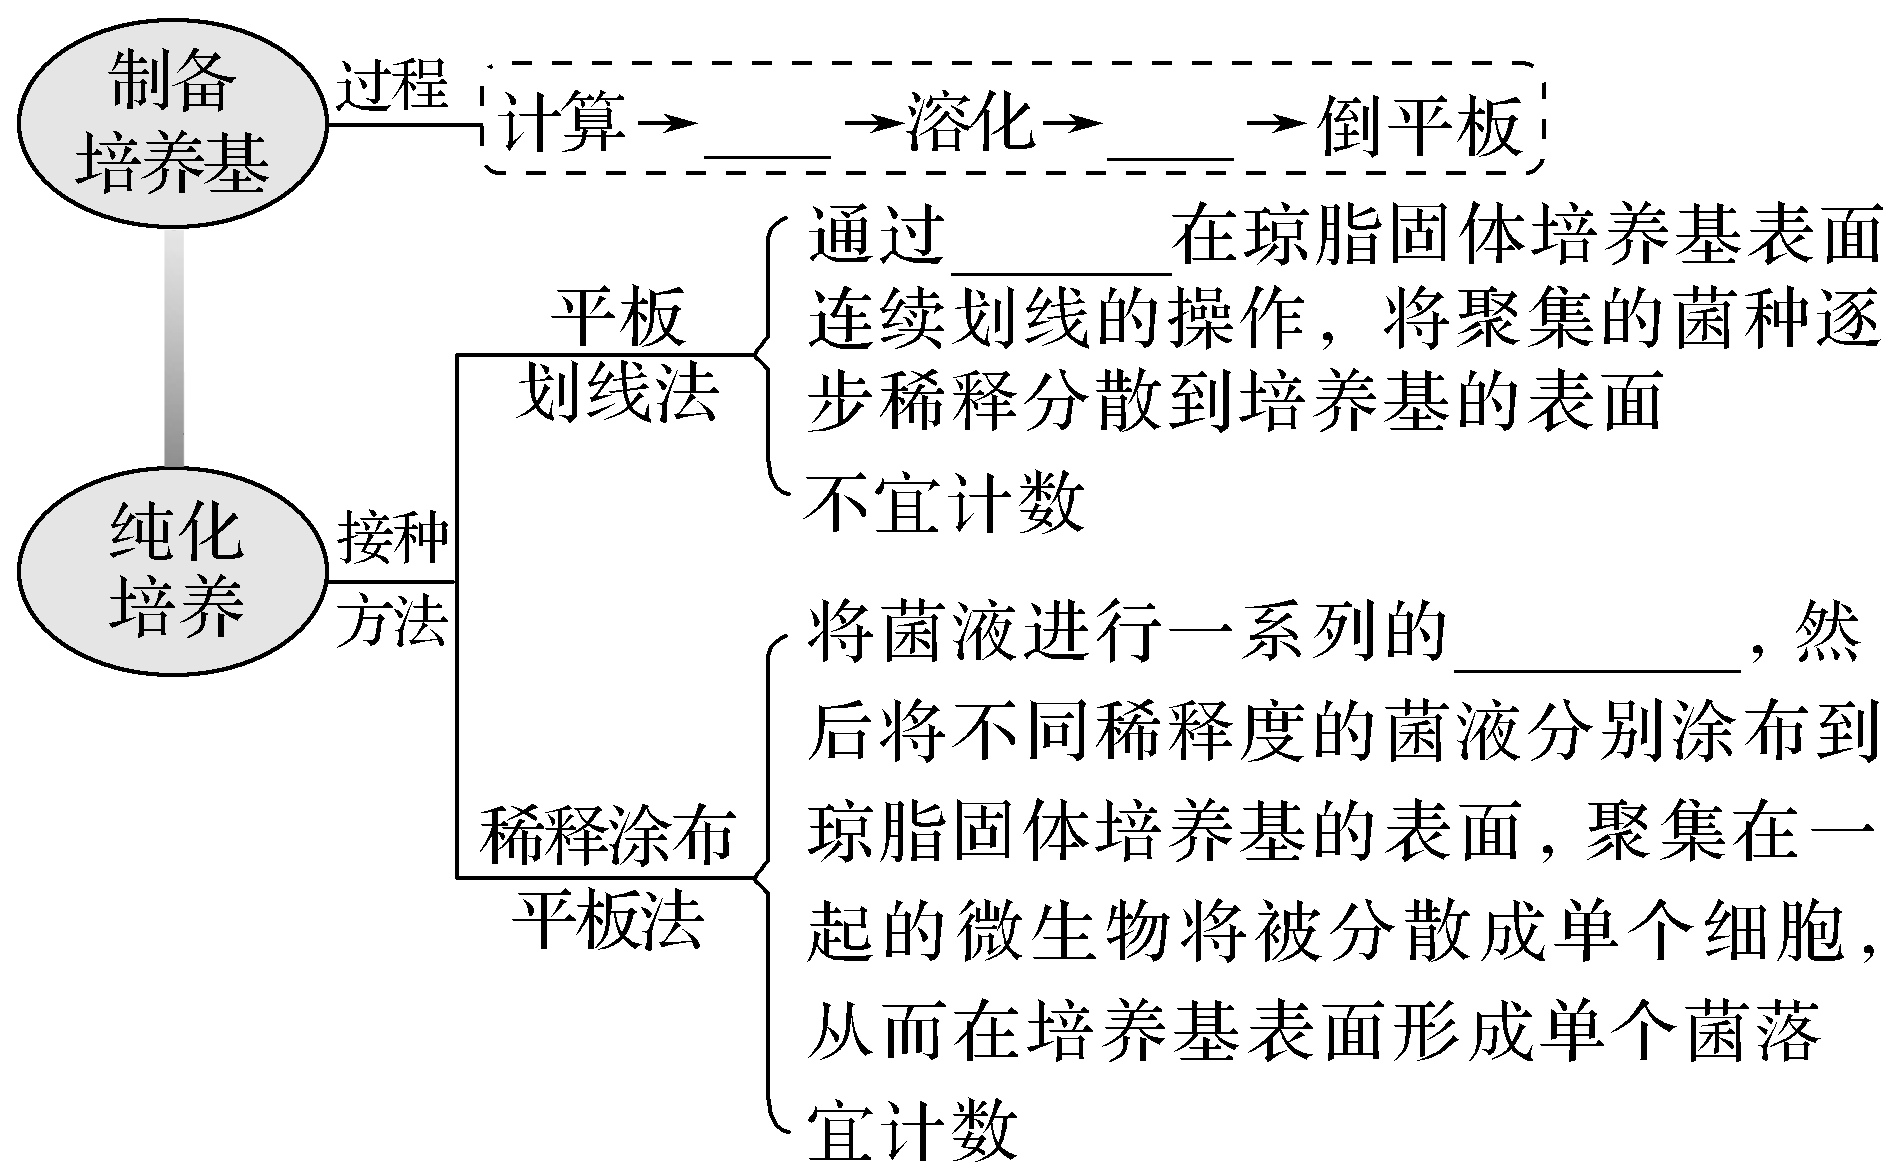 制备
培养基
过程
计算→____→溶化→____→倒平板
通过______在琼脂固体培养基表面
连续划线的操作，将聚集的菌种逐
步稀释分散到培养基的表面
平板
划线法
不宜计数
纯化
培养
接种
方法
将菌液进行一系列的________，然
后将不同稀释度的菌液分别涂布到
琼脂固体培养基的表面，聚集在一
起的微生物将被分散成单个细胞，
从而在培养基表面形成单个菌落
稀释涂布
平板法
宜计数